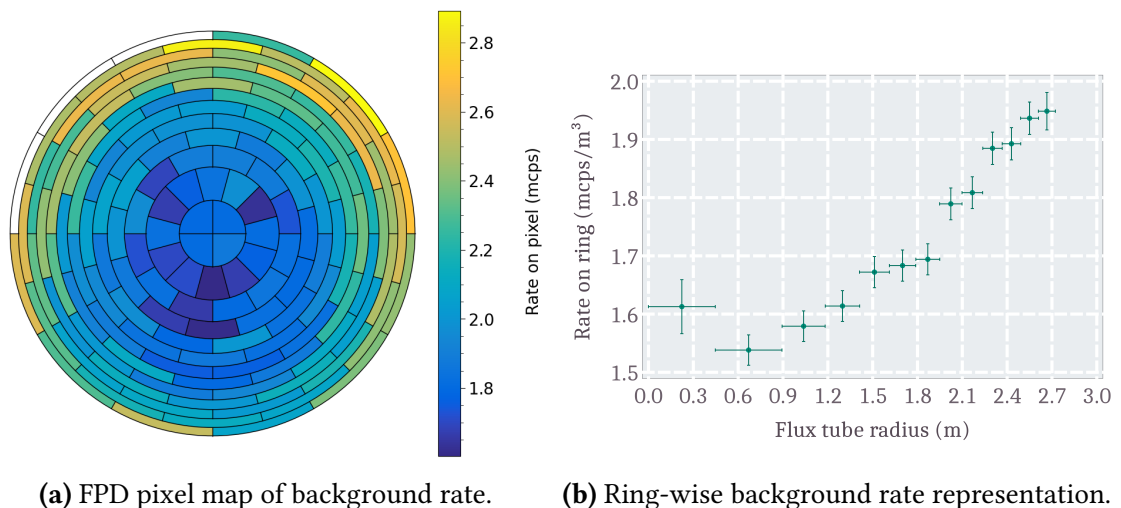 2.8
2.6
2.4
2.2
2.0
1.8
Rate on pixel (mcps)
2.0
1.9
1.8
1.7
1.6
1.5
Rate on ring (mcps/m³)
0.0 0.3 0.6 0.9 1.2 1.5 1.8 2.1 2.4 2.7 3.0
Flux tube radius (m)
(a) FPD pixel map of background rate.
(b) Ring-wise background rate representation.